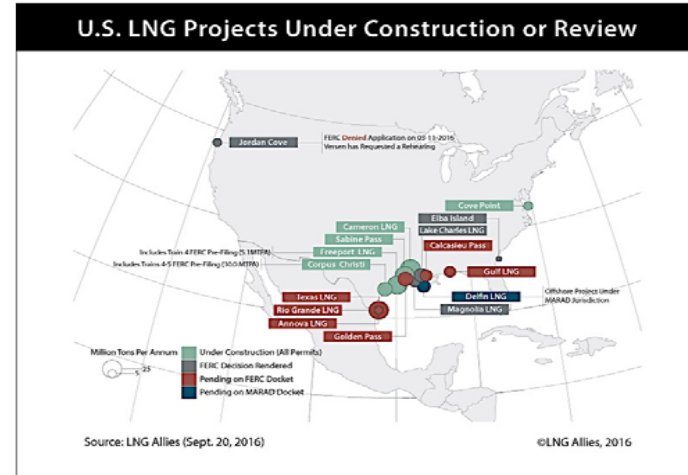 U.S. LNG Projects Under Construction or Review
Jordan Cove
FERC Denied Application on 03-11-2016
Versen has Requested a Rehearing
Cove Point
Elba Island
Cameron LNG
Lake Charles LNG
Sabine Pass
Calcasieu Pass
Includes Train 4 FERC Pre-Filing (5.1MTPA)
Freeport LNG
Includes Trains 4-5 FERC Pre-Filing (10.0 MTPA)
Corpus Christi
Gulf LNG
Texas LNG
Delfin LNG
Offshore Project Under
MARAD Jurisdiction
Rio Grande LNG
Magnolia LNG
Annova LNG
Golden Pass
Million Tons Per Annum
25
5
Under Construction (All Permits)
FERC Decision Rendered
Pending on FERC Docket
Pending on MARAD Docket
Source: LNG Allies (Sept. 20, 2016)
©LNG Allies, 2016